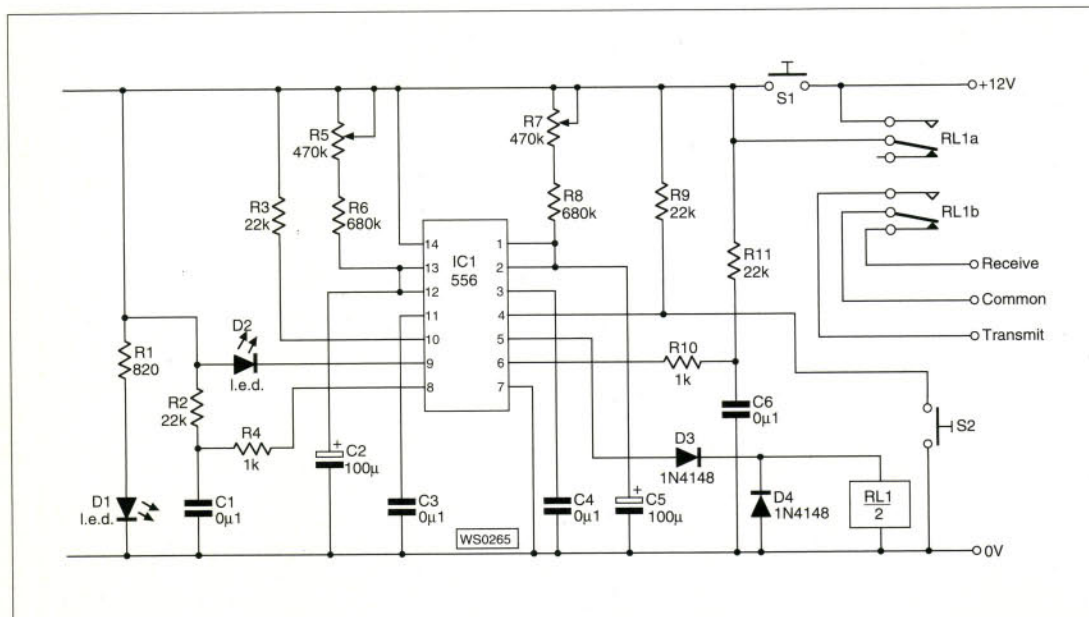 S1
+12V
R5
470k
R7
470k
RL1a
R3
22k
R6
680k
R8
680k
R9
22k
RL1b
IC1
556
14
13
12
11
10
9
8
1
2
3
4
5
6
7
R11
22k
Receive
Common
Transmit
D2
l.e.d.
R1
820
R2
22k
R4
1k
R10
1k
C6
0µ1
S2
D1
l.e.d.
C1
0µ1
+
C2
100µ
C3
0µ1
C4
0µ1
+
C5
100µ
D3
1N4148
D4
1N4148
RL1
2
WS0265
0V